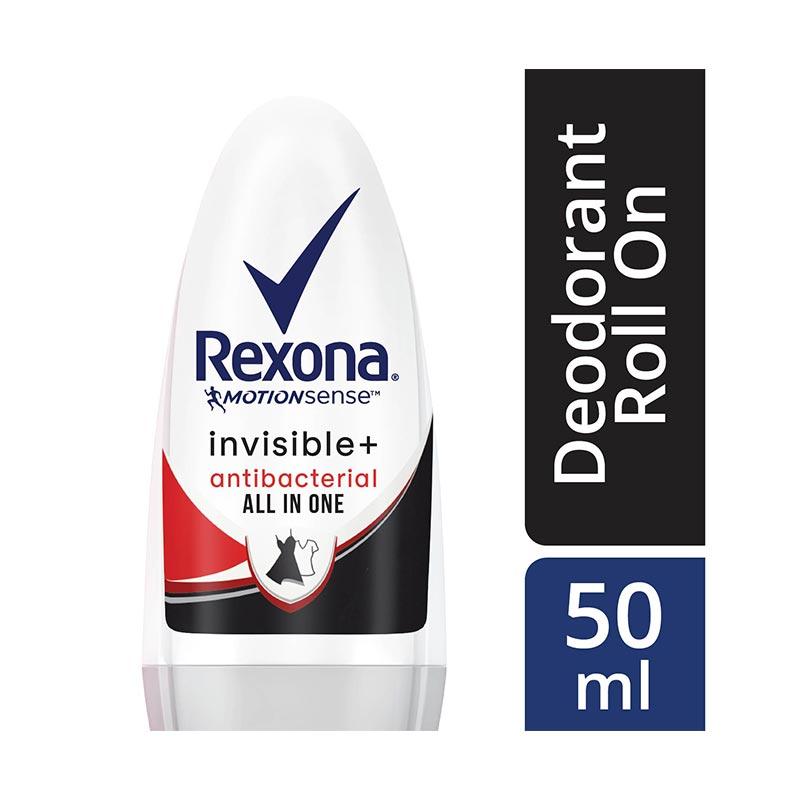 Rexona®
MOTIONsense™
invisible+
antibacterial
ALL IN ONE
Deodorant
Roll On
50
ml